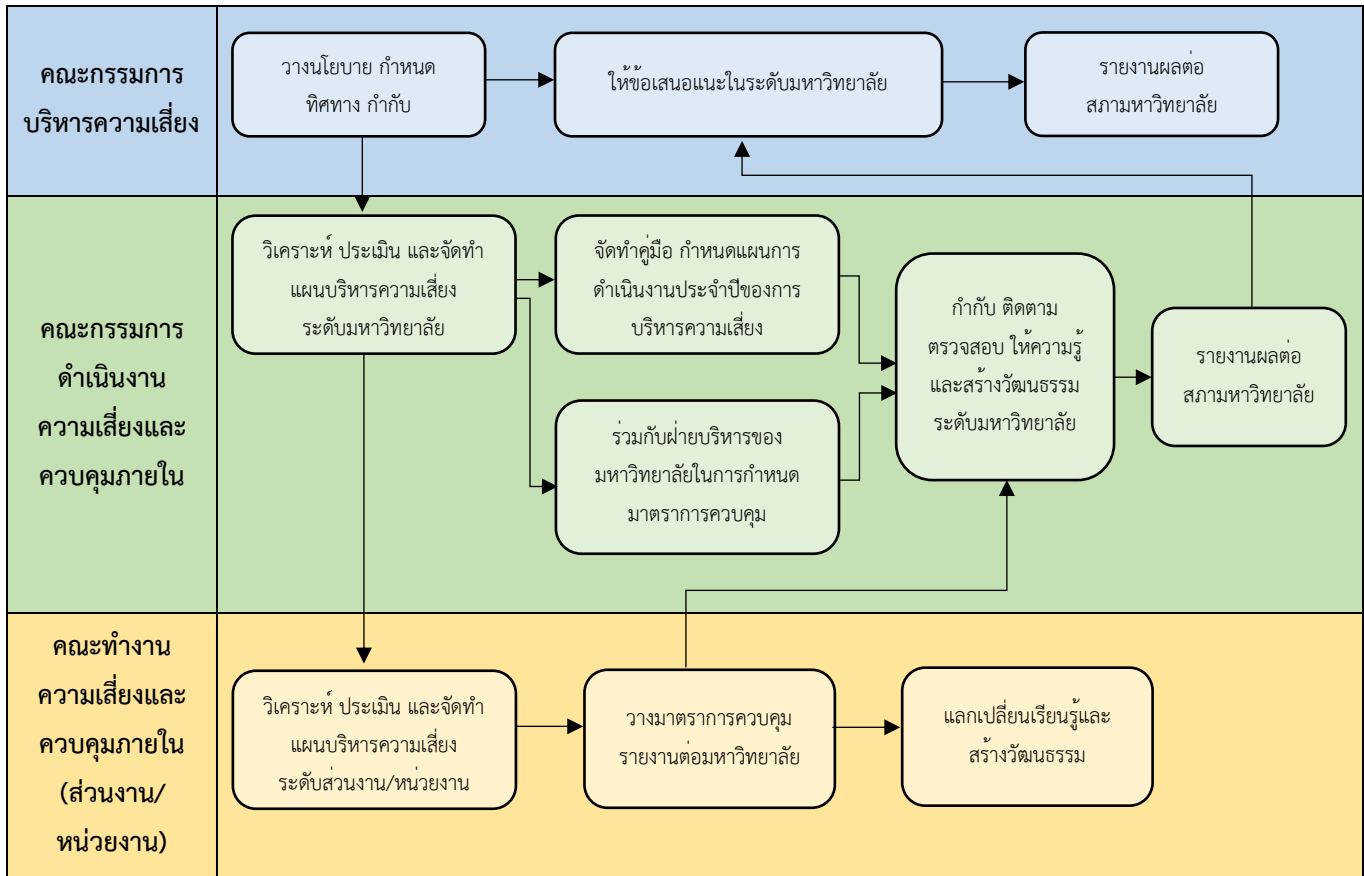 คณะกรรมการ
บริหารความเสี่ยง
วางนโยบาย กำหนด
ทิศทาง กำกับ
ให้ข้อเสนอแนะในระดับมหาวิทยาลัย
รายงานผลต่อ
สภามหาวิทยาลัย
คณะกรรมการ
ดำเนินงาน
ความเสี่ยงและ
ควบคุมภายใน
วิเคราะห์ ประเมิน และจัดทำ
แผนบริหารความเสี่ยง
ระดับมหาวิทยาลัย
จัดทำคู่มือ กำหนดแผนการ
ดำเนินงานประจำปีของการ
บริหารความเสี่ยง
ร่วมกับฝ่ายบริหารของ
มหาวิทยาลัยในการกำหนด
มาตราการควบคุม
กำกับ ติดตาม
ตรวจสอบ ให้ความรู้
และสร้างวัฒนธรรม
ระดับมหาวิทยาลัย
รายงานผลต่อ
สภามหาวิทยาลัย
คณะทำงาน
ความเสี่ยงและ
ควบคุมภายใน
(ส่วนงาน/
หน่วยงาน)
วิเคราะห์ ประเมิน และจัดทำ
แผนบริหารความเสี่ยง
ระดับส่วนงาน/หน่วยงาน
วางมาตราการควบคุม
รายงานต่อมหาวิทยาลัย
แลกเปลี่ยนเรียนรู้และ
สร้างวัฒนธรรม